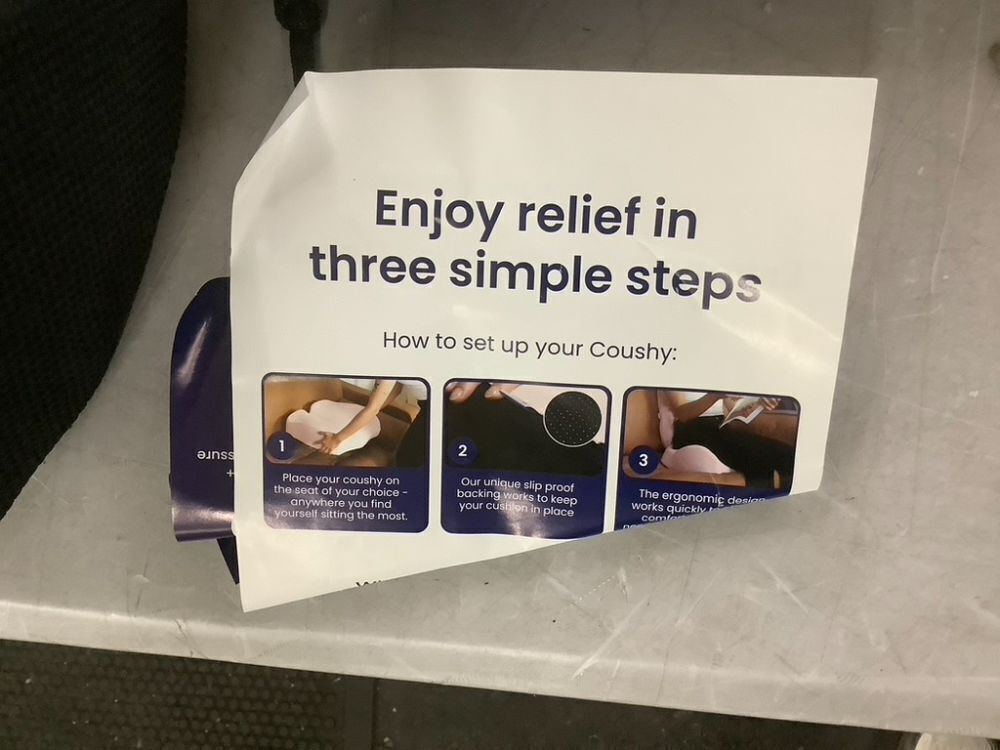 Enjoy relief in
three simple steps
How to set up your Coushy:
1
Place your coushy on
the seat of your choice -
anywhere you find
yourself sitting the most.
2
Our unique slip proof
backing works to keep
your cushion in place
3
The ergonomic design
works quickly